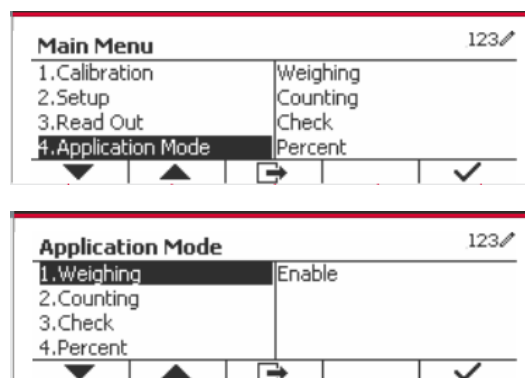 Main Menu 123
1.Calibration Weighing
2.Setup Counting
3.Read Out Check
4.Application Mode Percent
Application Mode 123
1.Weighing Enable
2.Counting
3.Check
4.Percent